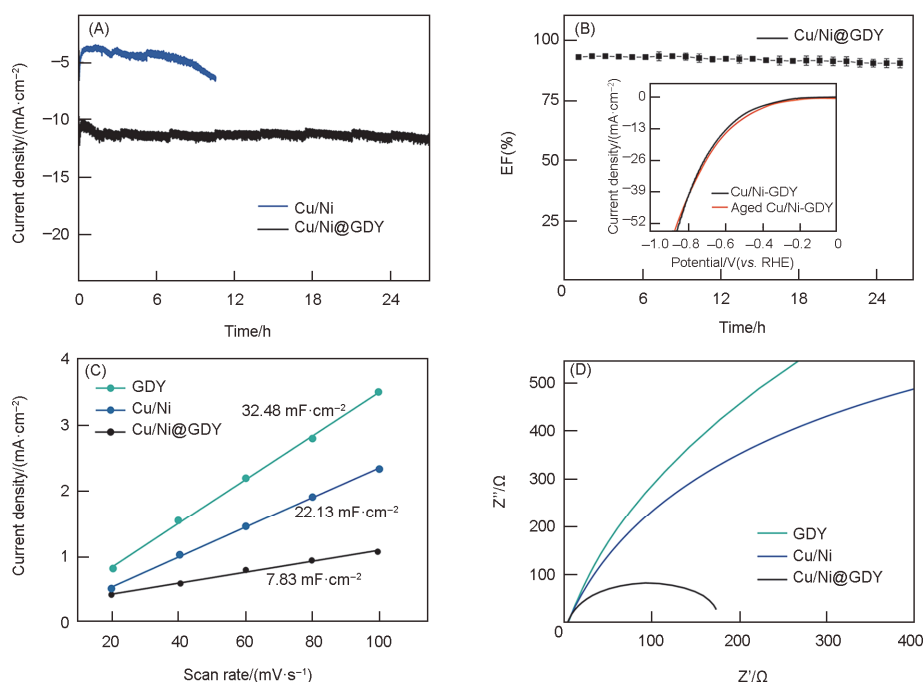 (A)
Current density/(mA·cm⁻²)
−5
−10
−15
−20
Cu/Ni
Cu/Ni@GDY
0 6 12 18 24
Time/h
(B)
Cu/Ni@GDY
EF(%)
100
75
50
25
0 6 12 18 24
Time/h
Current density/(mA·cm⁻²)
0
−13
−26
−39
−52
Cu/Ni-GDY
Aged Cu/Ni-GDY
−1.0 −0.8 −0.6 −0.4 −0.2 0
Potential/V(vs. RHE)
(C)
Current density/(mA·cm⁻²)
4
3
2
1
0
GDY
Cu/Ni
Cu/Ni@GDY
32.48 mF·cm⁻²
22.13 mF·cm⁻²
7.83 mF·cm⁻²
20 40 60 80 100
Scan rate/(mV·s⁻¹)
(D)
Z''/Ω
500
400
300
200
100
0
GDY
Cu/Ni
Cu/Ni@GDY
0 100 200 300 400
Z'/Ω